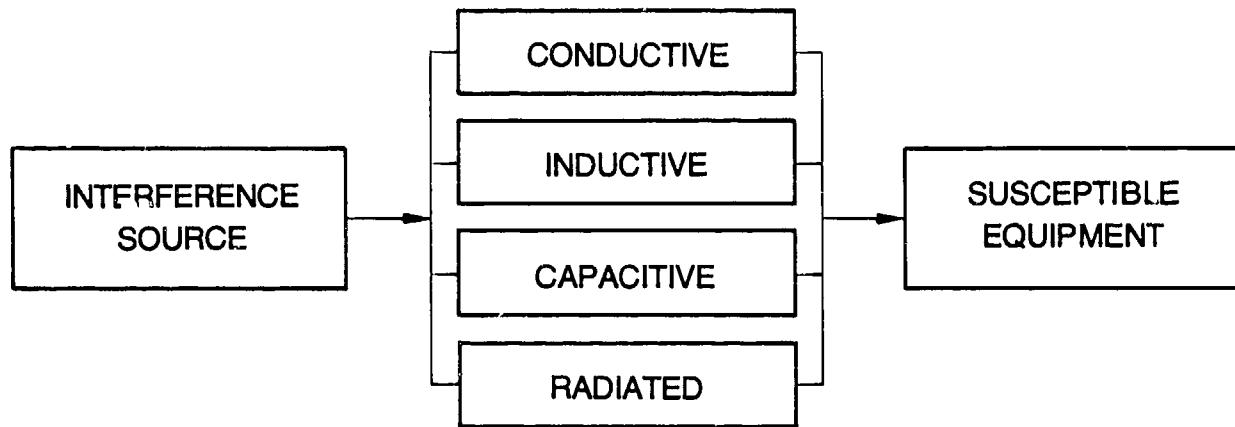 CONDUCTIVE
INDUCTIVE
INTERFERENCE
SOURCE
SUSCEPTIBLE
EQUIPMENT
CAPACITIVE
RADIATED